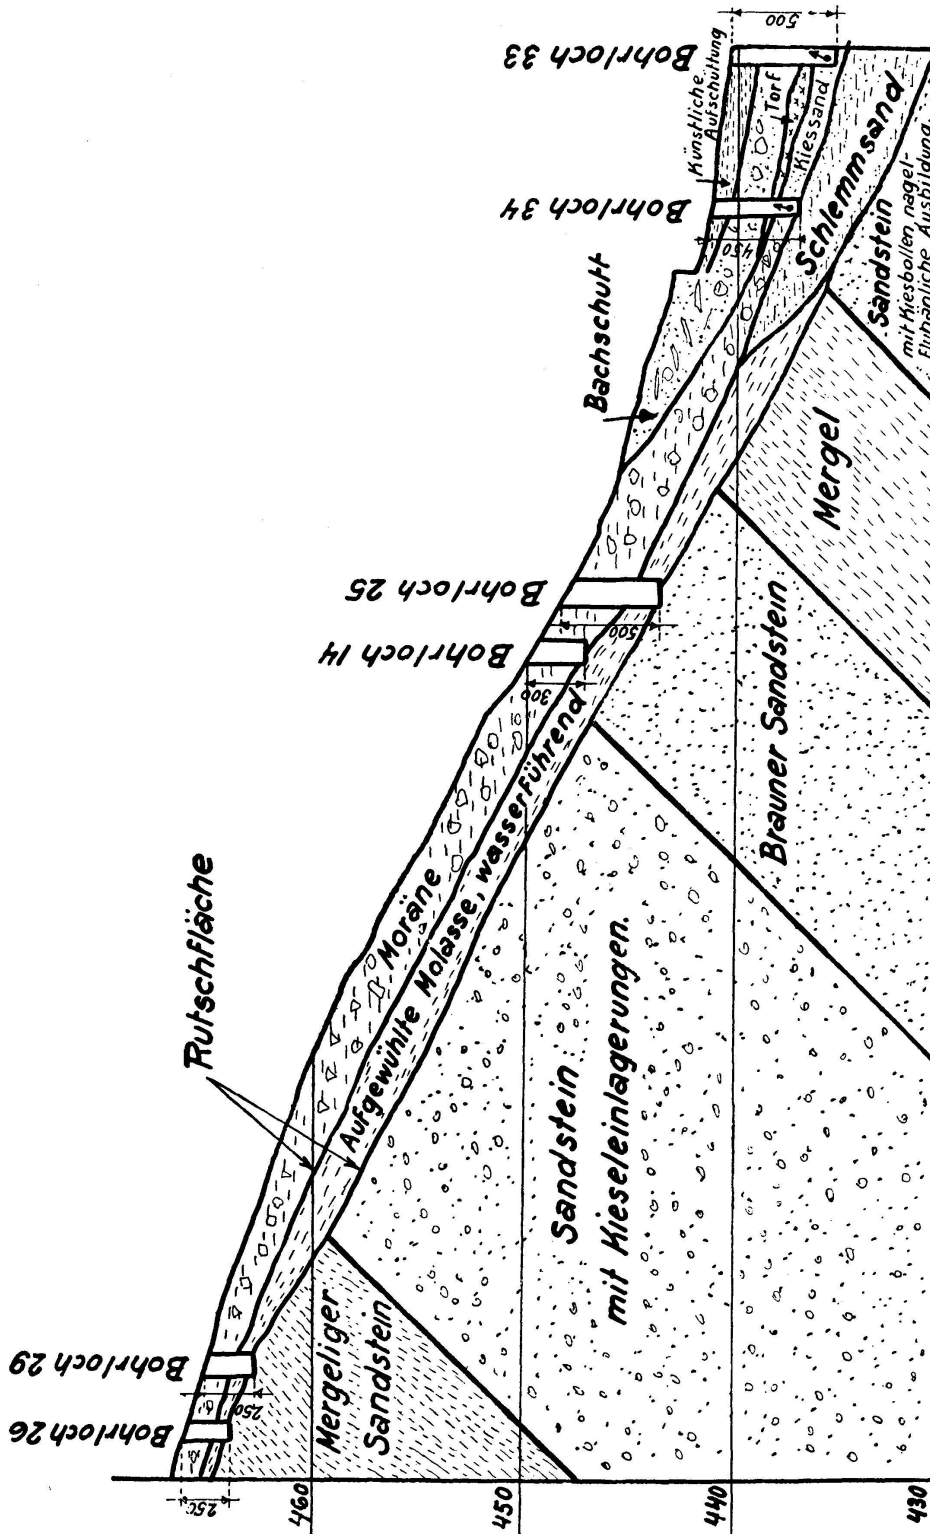 Bohrloch 26
Bohrloch 29
Rutschfläche
Bohrloch 14
Bohrloch 25
Bachschutt
Bohrloch 34
Bohrloch 33
Künstliche
Aufschüttung
250
250
300
500
450
500
Moräne
Aufgewühlte Molasse, wasserführend
Torf
Kiessand
Schlemmsand
Mergeliger
Sandstein
Sandstein
mit Kieseleinlagerungen.
Brauner Sandstein
Mergel
Sandstein
mit Kiesbollen nagel-
fluhähnliche Ausbildung
460
450
440
430